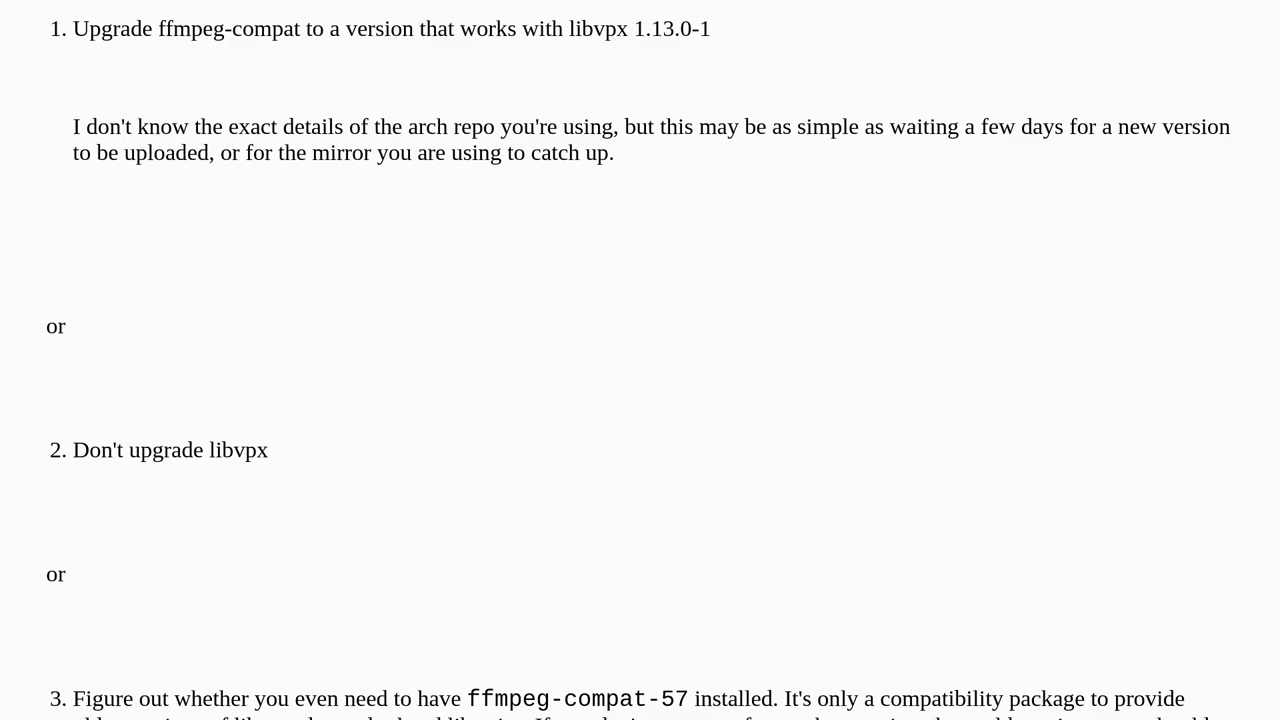 1. Upgrade ffmpeg-compat to a version that works with libvpx 1.13.0-1
I don't know the exact details of the arch repo you're using, but this may be as simple as waiting a few days for a new version
to be uploaded, or for the mirror you are using to catch up.
or
2. Don't upgrade libvpx
or
3. Figure out whether you even need to have ffmpeg-compat-57 installed. It's only a compatibility package to provide